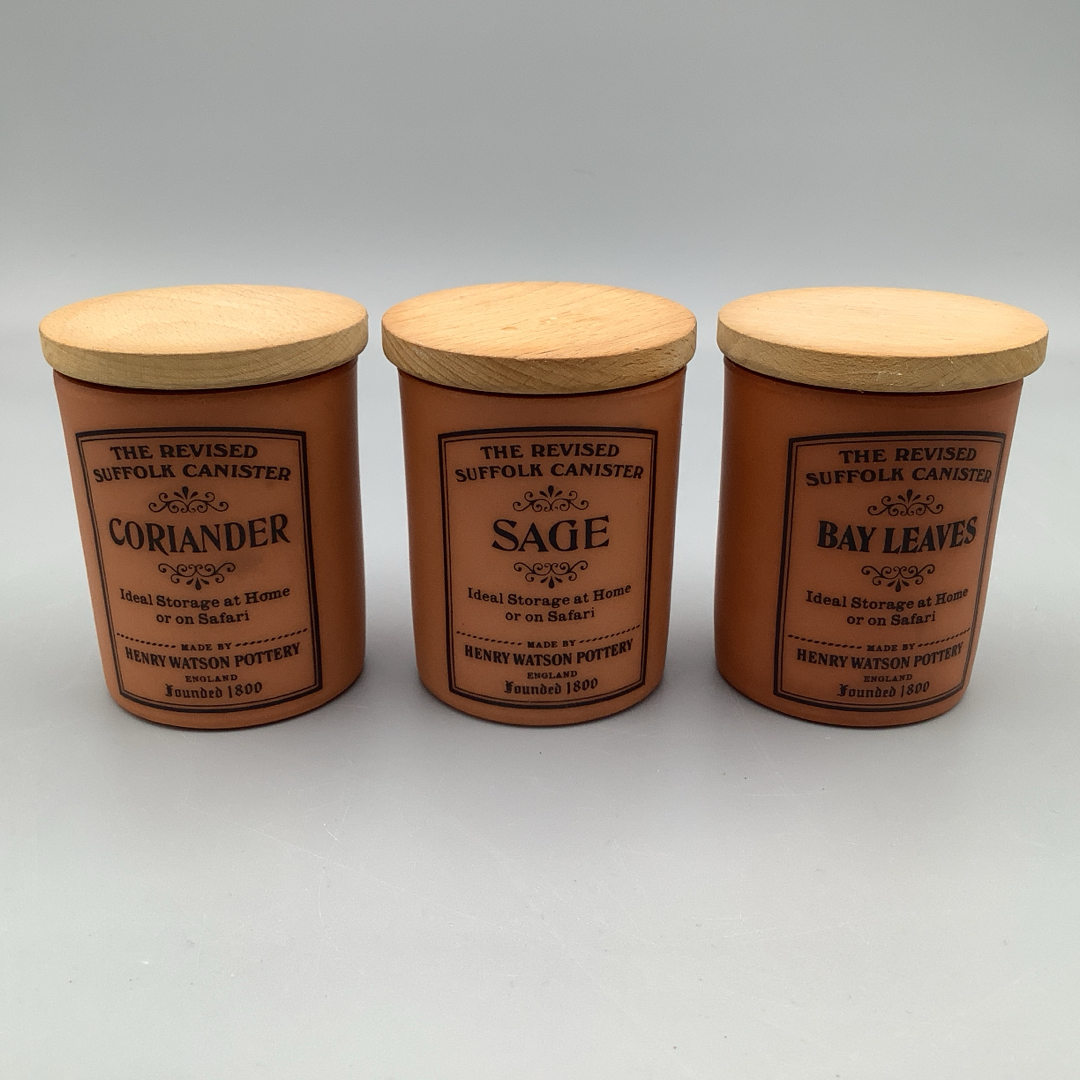 THE REVISED
SUFFOLK CANISTER
CORIANDER
Ideal Storage at Home
or on Safari
MADE BY
HENRY WATSON POTTERY
ENGLAND
Founded 1800
THE REVISED
SUFFOLK CANISTER
SAGE
Ideal Storage at Home
or on Safari
MADE BY
HENRY WATSON POTTERY
ENGLAND
Founded 1800
THE REVISED
SUFFOLK CANISTER
BAY LEAVES
Ideal Storage at Home
or on Safari
MADE BY
HENRY WATSON POTTERY
ENGLAND
Founded 1800